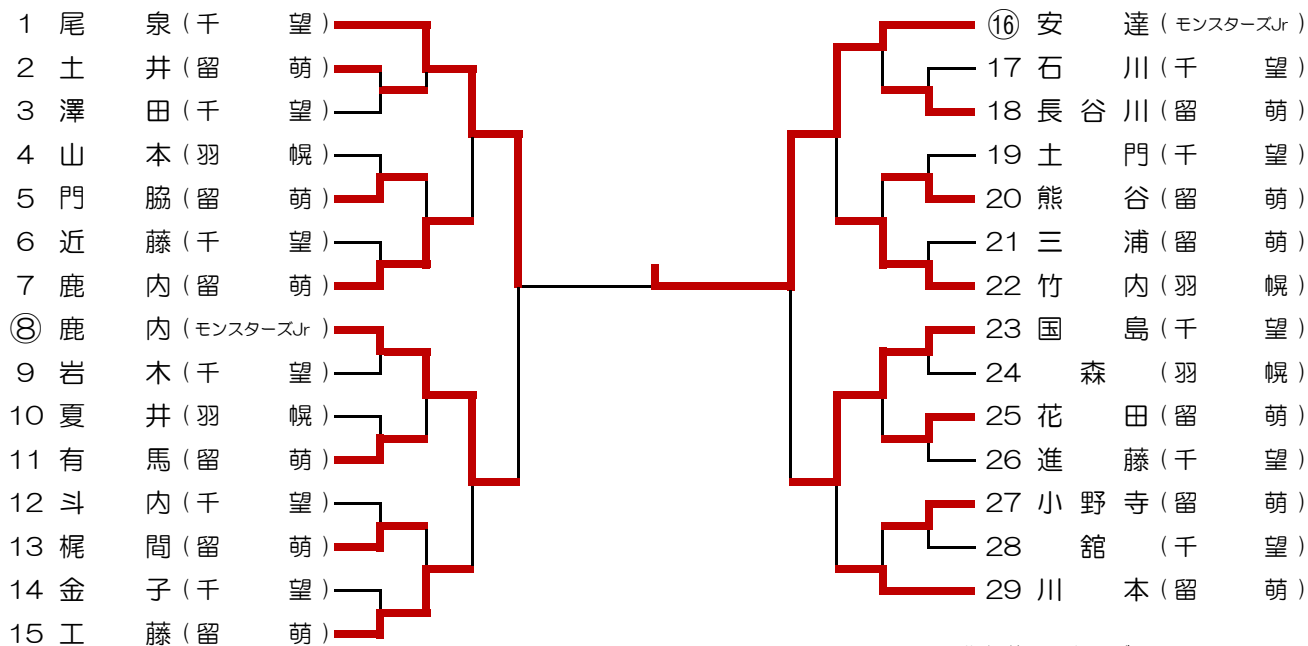 1 尾泉(千望)
2 土井(留萌)
3 澤田(千望)
4 山本(羽幌)
5 門脇(留萌)
6 近藤(千望)
7 鹿内(留萌)
⑧ 鹿内(モンスターズJr)
9 岩木(千望)
10 夏井(羽幌)
11 有馬(留萌)
12 斗内(千望)
13 梶間(留萌)
14 金子(千望)
15 工藤(留萌)
⑯ 安達(モンスターズJr)
17 石川(千望)
18 長谷川(留萌)
19 土門(千望)
20 熊谷(留萌)
21 三浦(留萌)
22 竹内(羽幌)
23 国島(千望)
24 森(羽幌)
25 花田(留萌)
26 進藤(千望)
27 小野寺(留萌)
28 舘(千望)
29 川本(留萌)